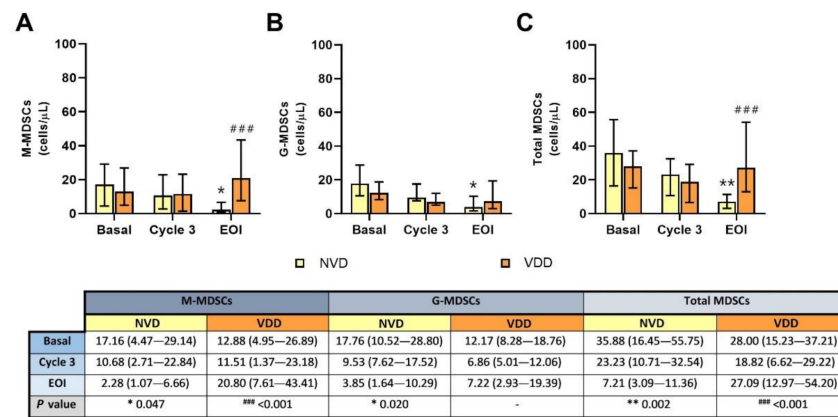 A
B
C
M-MDSCs
(cells/μL)
100
80
60
40
20
0
*
###
Basal Cycle 3 EOI
G-MDSCs
(cells/μL)
100
80
60
40
20
0
*
Basal Cycle 3 EOI
Total MDSCs
(cells/μL)
100
80
60
40
20
0
**
###
Basal Cycle 3 EOI
NVD VDD
M-MDSCs G-MDSCs Total MDSCs
NVD VDD NVD VDD NVD VDD
Basal 17.16 (4.47—29.14) 12.88 (4.95—26.89) 17.76 (10.52—28.80) 12.17 (8.28—18.76) 35.88 (16.45—55.75) 28.00 (15.23—37.21)
Cycle 3 10.68 (2.71—22.84) 11.51 (1.37—23.18) 9.53 (7.62—17.52) 6.86 (5.01—12.06) 23.23 (10.71—32.54) 18.82 (6.62—29.22)
EOI 2.28 (1.07—6.66) 20.80 (7.61—43.41) 3.85 (1.64—10.29) 7.22 (2.93—19.39) 7.21 (3.09—11.36) 27.09 (12.97—54.20)
P value * 0.047 ### <0.001 * 0.020 - ** 0.002 ### <0.001